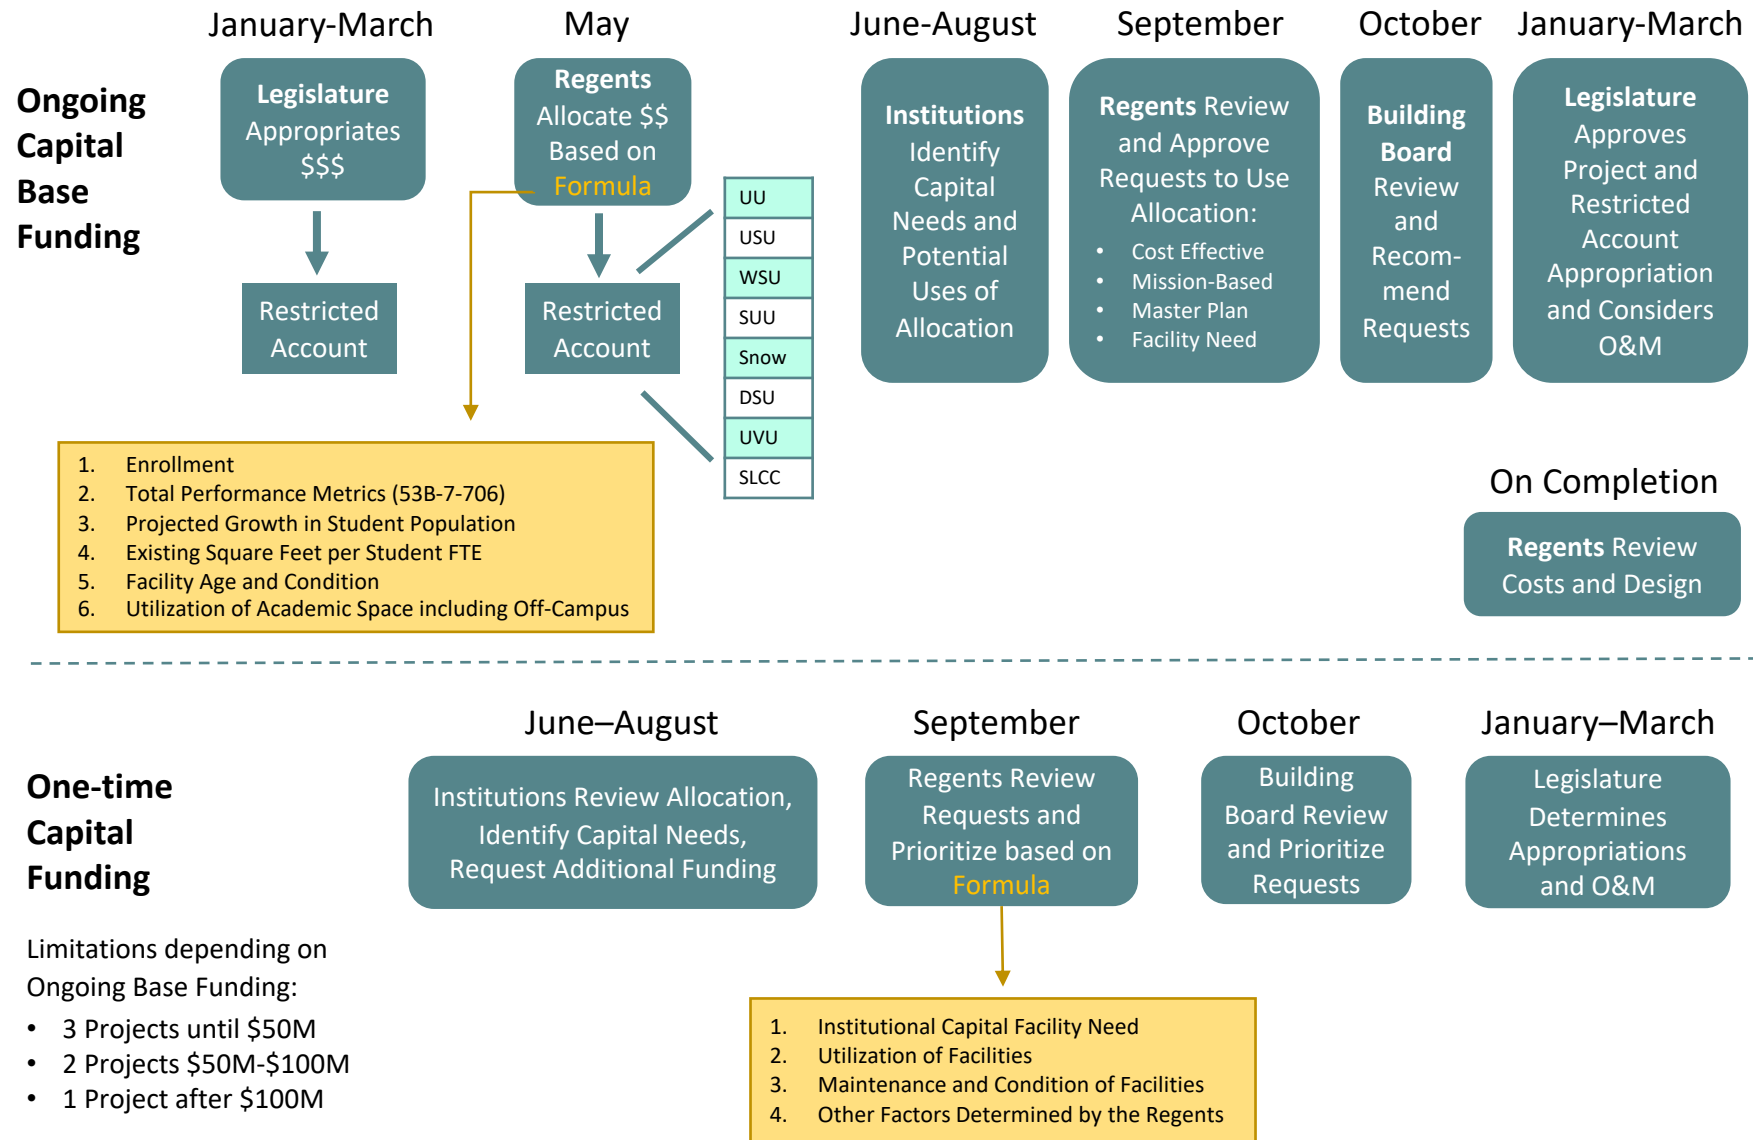 January-March
May
June-August
September
October
January-March
Ongoing
Capital
Base
Funding
Legislature
Appropriates
$$$
Restricted
Account
Regents
Allocate $$
Based on
Formula
Restricted
Account
UU
USU
WSU
SUU
Snow
DSU
UVU
SLCC
Institutions
Identify
Capital
Needs and
Potential
Uses of
Allocation
Regents Review
and Approve
Requests to Use
Allocation:
• Cost Effective
• Mission-Based
• Master Plan
• Facility Need
Building
Board
Review
and
Recom-
mend
Requests
Legislature
Approves
Project and
Restricted
Account
Appropriation
and Considers
O&M
1. Enrollment
2. Total Performance Metrics (53B-7-706)
3. Projected Growth in Student Population
4. Existing Square Feet per Student FTE
5. Facility Age and Condition
6. Utilization of Academic Space including Off-Campus
On Completion
Regents Review
Costs and Design
June–August
September
October
January–March
One-time
Capital
Funding
Institutions Review Allocation,
Identify Capital Needs,
Request Additional Funding
Regents Review
Requests and
Prioritize based on
Formula
Building
Board Review
and Prioritize
Requests
Legislature
Determines
Appropriations
and O&M
Limitations depending on
Ongoing Base Funding:
• 3 Projects until $50M
• 2 Projects $50M-$100M
• 1 Project after $100M
1. Institutional Capital Facility Need
2. Utilization of Facilities
3. Maintenance and Condition of Facilities
4. Other Factors Determined by the Regents